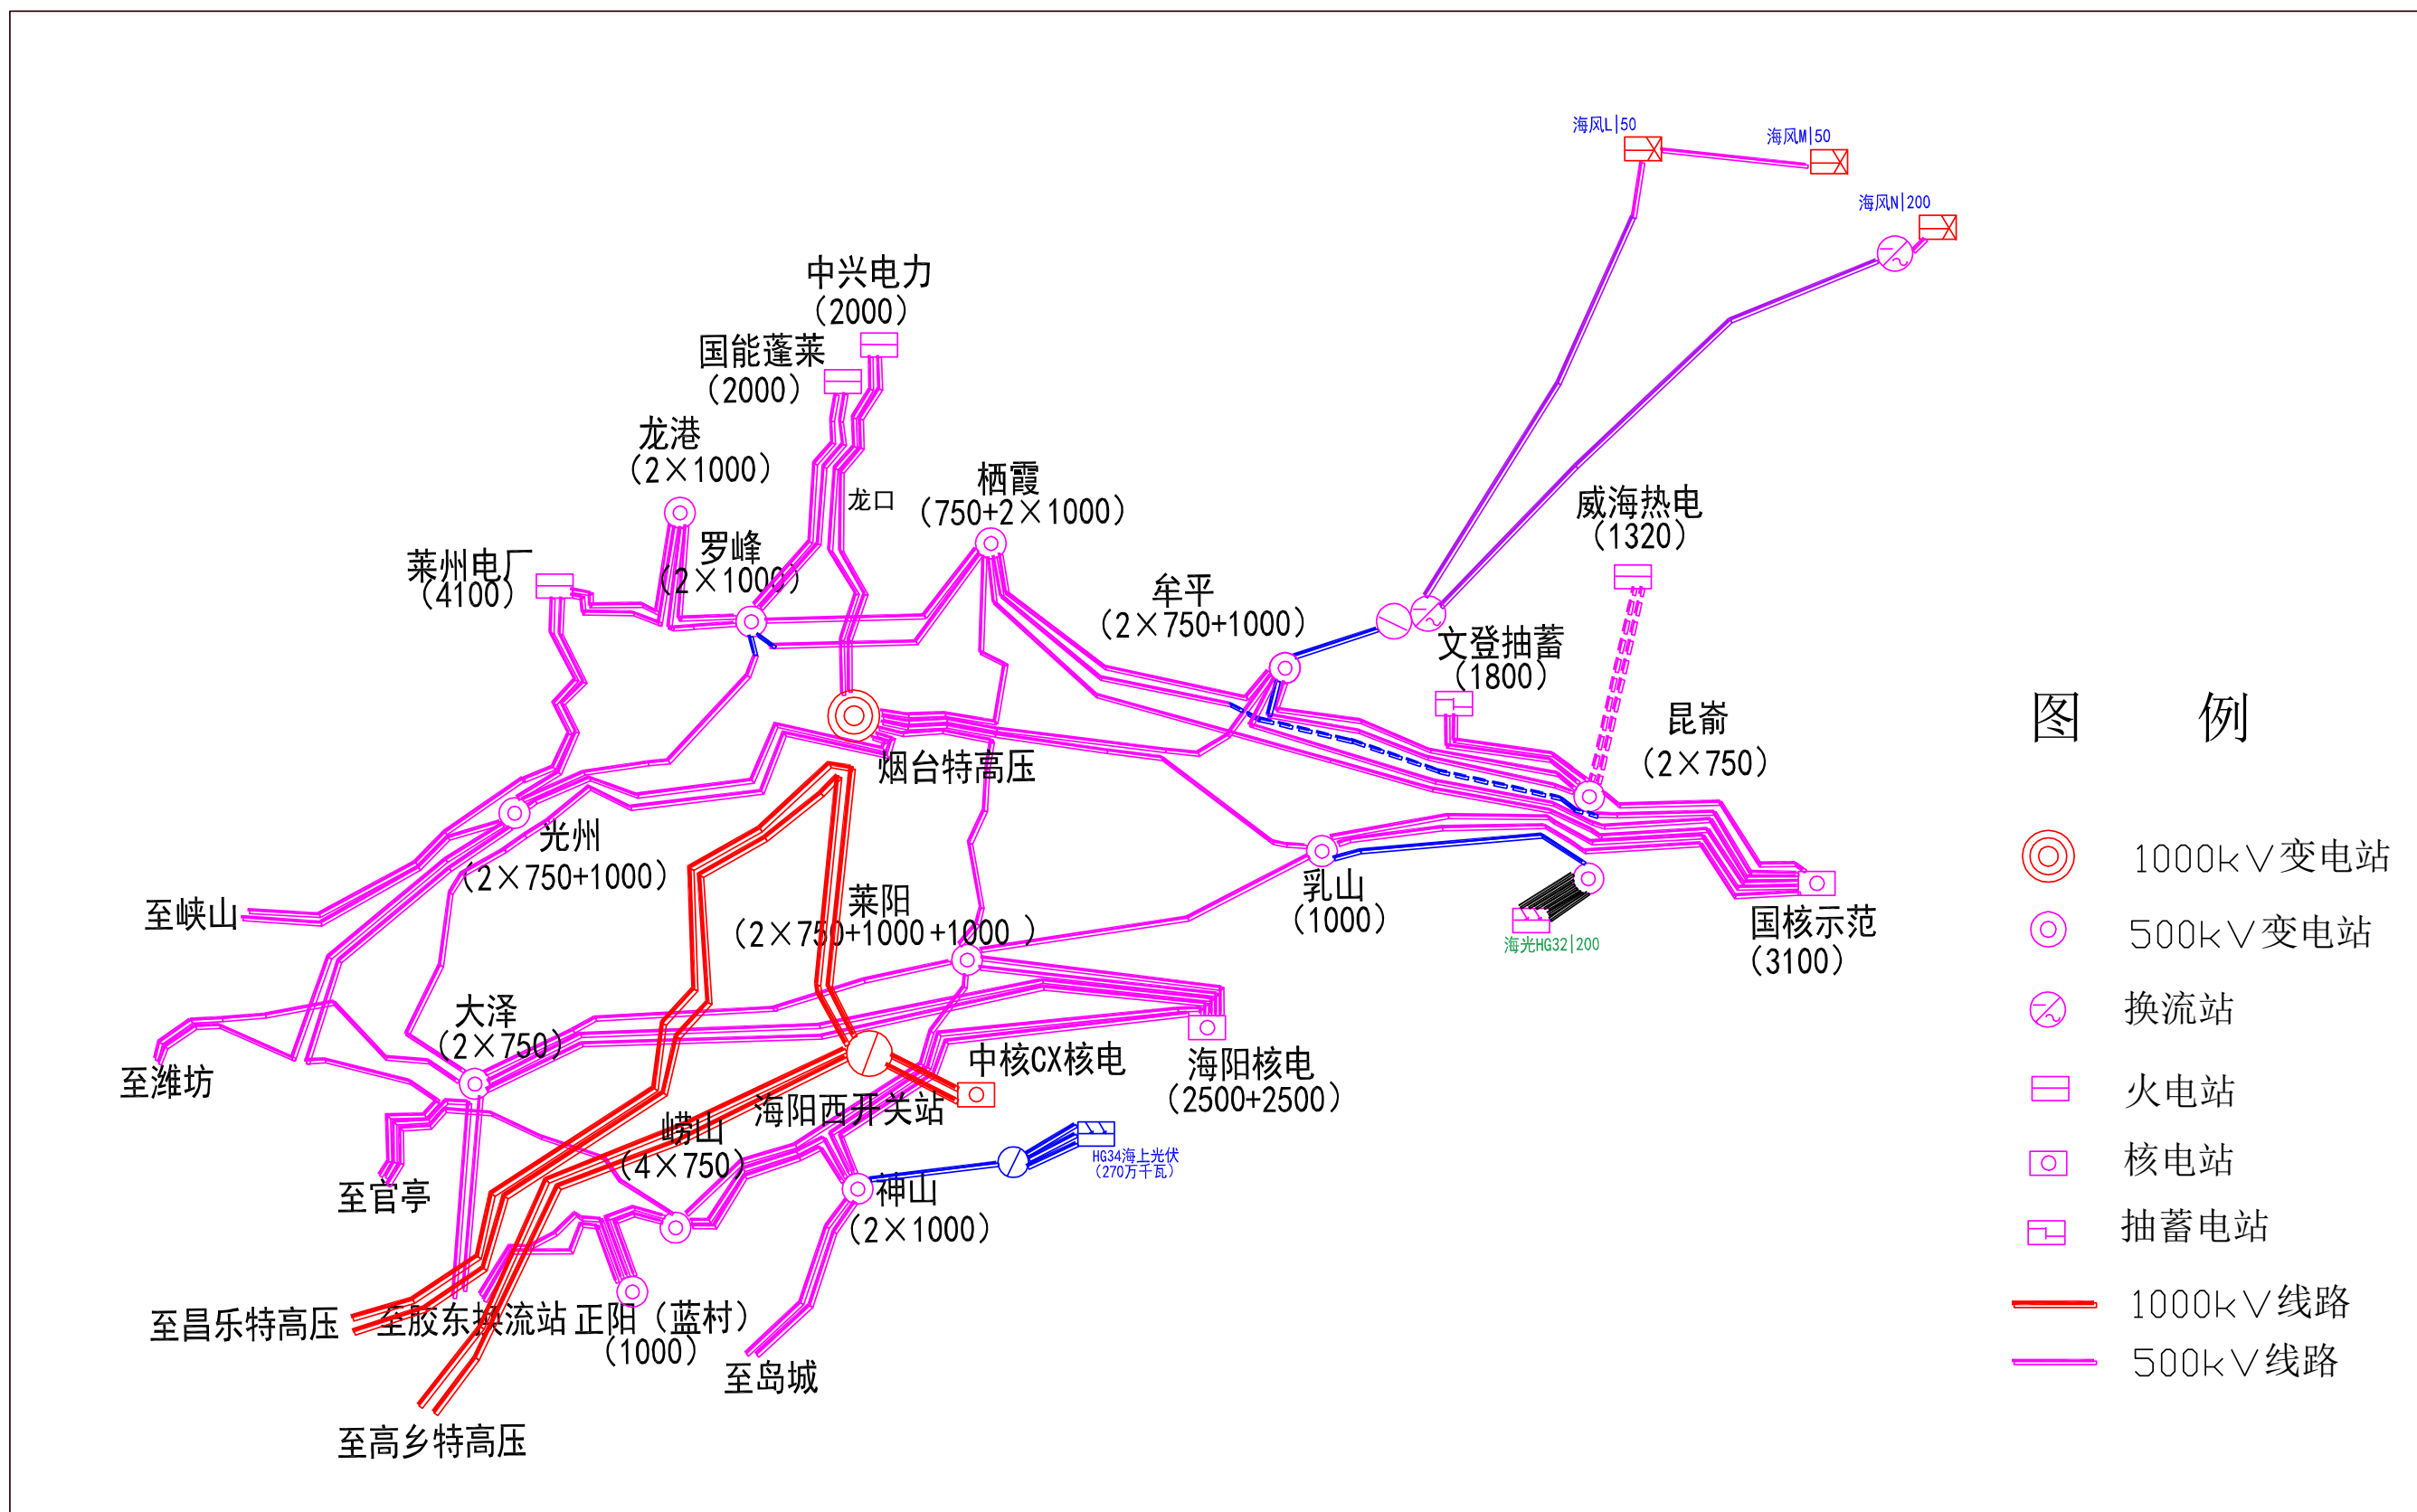 海风L|50
海风M|50
海风N|200
中兴电力
(2000)
国能蓬莱
(2000)
龙港
(2×1000)
龙口
栖霞
(750+2×1000)
威海热电
(1320)
罗峰
(2×1000)
莱州电厂
(4100)
牟平
(2×750+1000)
文登抽蓄
(1800)
昆嵛
(2×750)
烟台特高压
光州
(2×750+1000)
莱阳
(2×750+1000+1000)
乳山
(1000)
海光HG32|200
国核示范
(3100)
至峡山
大泽
(2×750)
至潍坊
中核CX核电
海阳核电
(2500+2500)
海阳西开关站
崂山
(4×750)
HG34海上光伏
(270万千瓦)
至官亭
神山
(2×1000)
至昌乐特高压
至胶东换流站
正阳(蓝村)
(1000)
至岛城
至高乡特高压
图 例
1000kV变电站
500kV变电站
换流站
火电站
核电站
抽蓄电站
1000kV线路
500kV线路